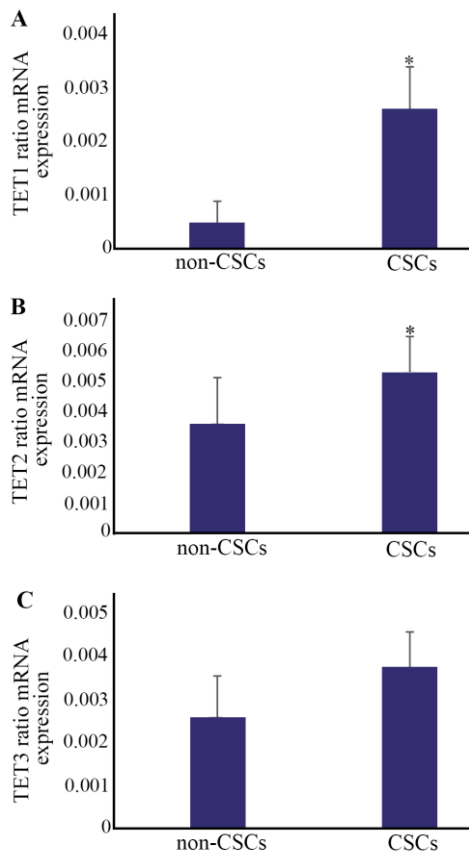 A
TET1 ratio mRNA
expression
0.004
0.003
0.002
0.001
0
*
non-CSCs
CSCs
B
TET2 ratio mRNA
expression
0.007
0.006
0.005
0.004
0.003
0.002
0.001
0
*
non-CSCs
CSCs
C
TET3 ratio mRNA
expression
0.005
0.004
0.003
0.002
0.001
0
non-CSCs
CSCs